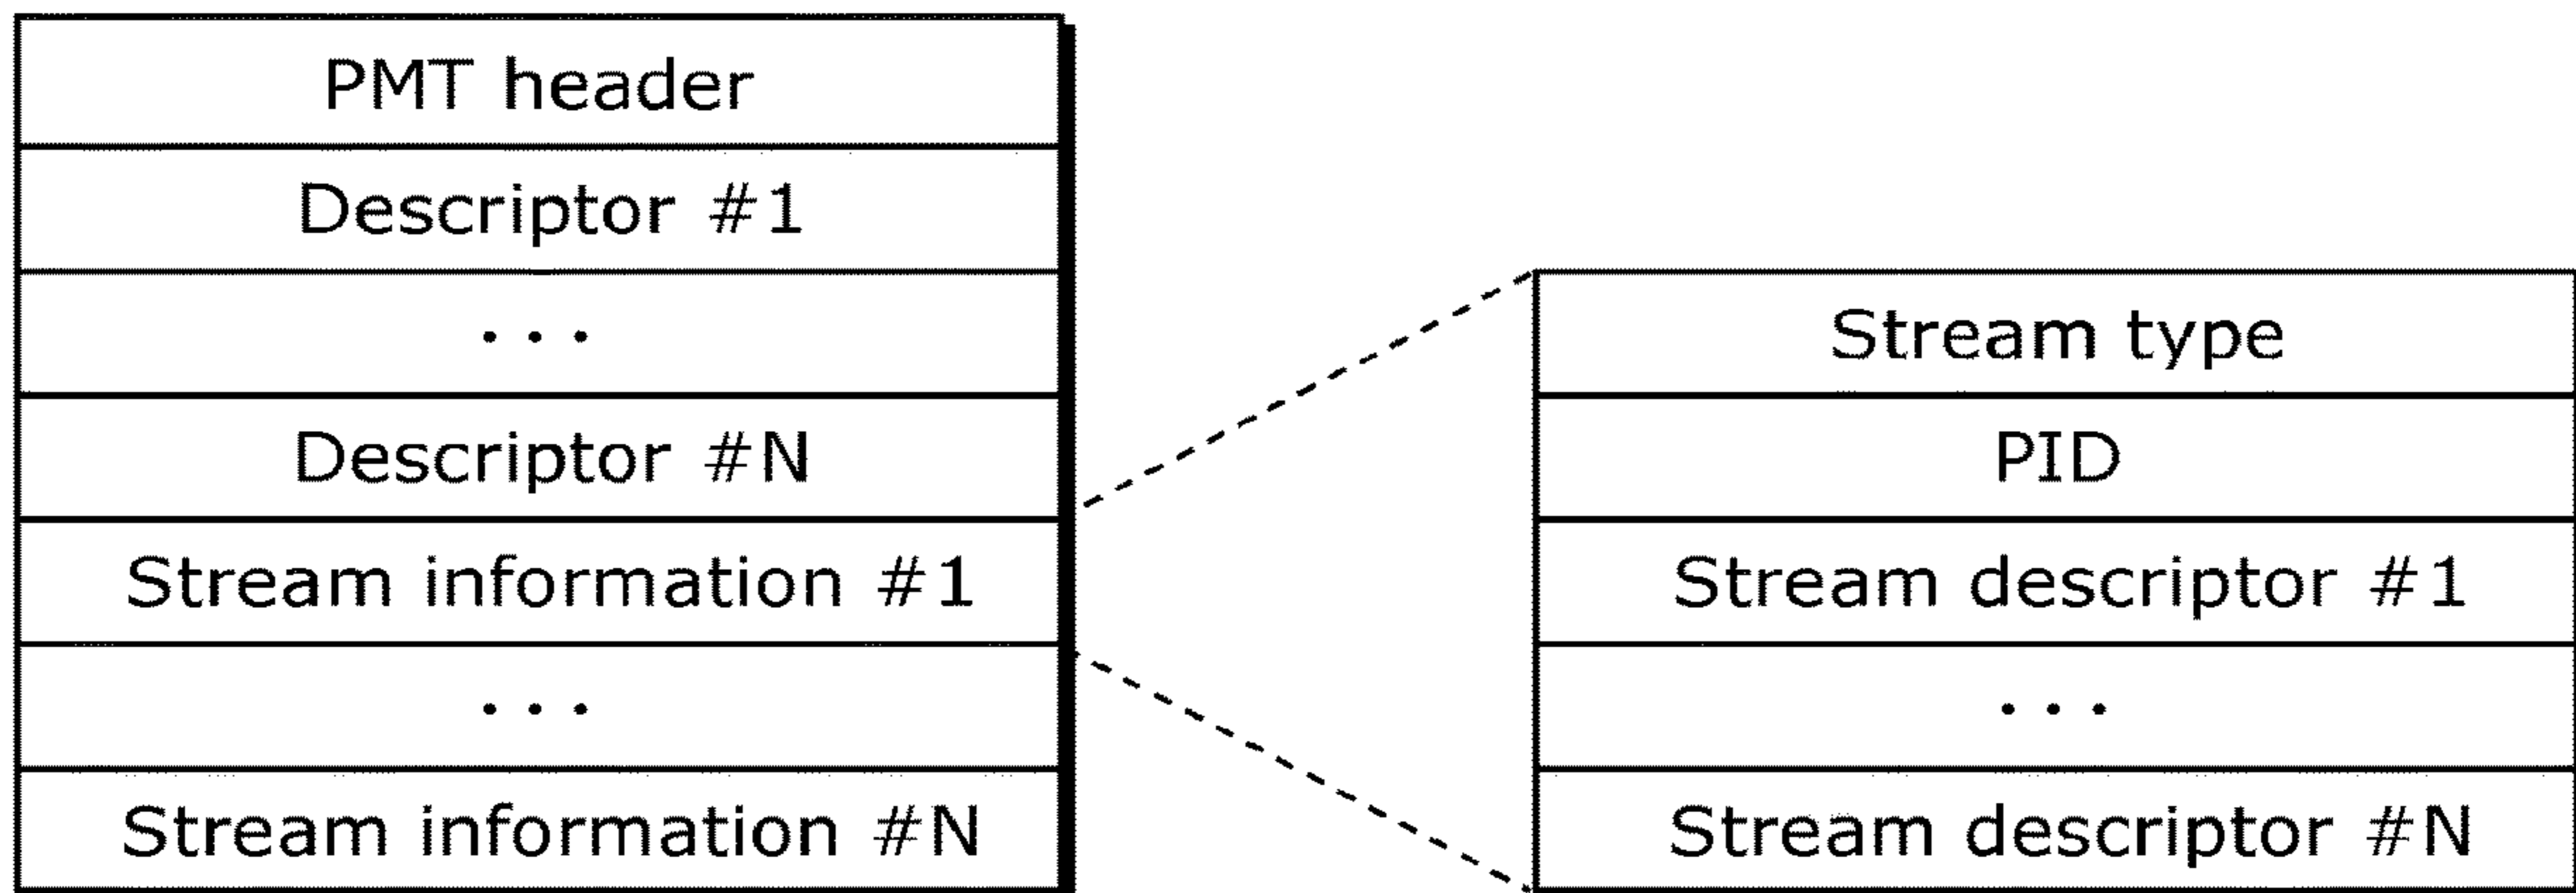 PMT header
Descriptor #1
...
Descriptor #N
Stream information #1
...
Stream information #N
Stream type
PID
Stream descriptor #1
...
Stream descriptor #N